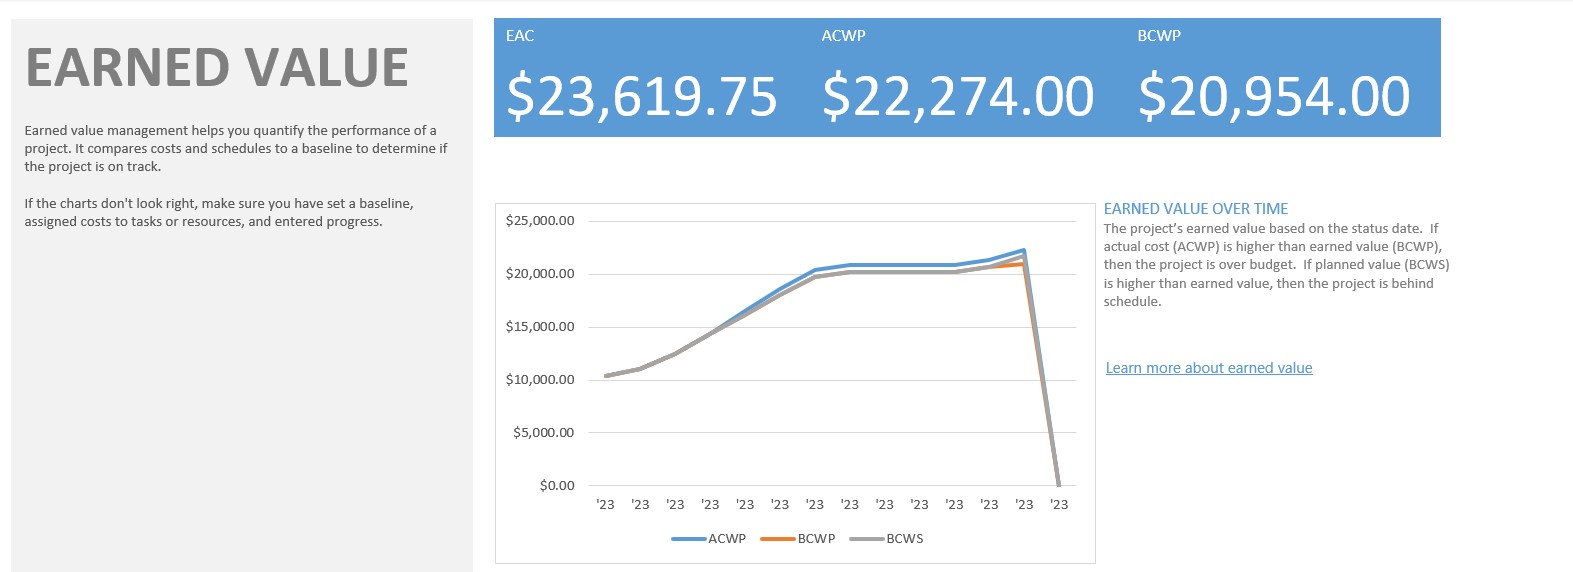 EARNED VALUE
Earned value management helps you quantify the performance of a
project. It compares costs and schedules to a baseline to determine if
the project is on track.
If the charts don't look right, make sure you have set a baseline,
assigned costs to tasks or resources, and entered progress.
EAC
ACWP
BCWP
$23,619.75
$22,274.00
$20,954.00
$25,000.00
$20,000.00
$15,000.00
$10,000.00
$5,000.00
$0.00
'23 '23 '23 '23 '23 '23 '23 '23 '23 '23 '23 '23 '23 '23
ACWP BCWP BCWS
EARNED VALUE OVER TIME
The project's earned value based on the status date. If
actual cost (ACWP) is higher than earned value (BCWP),
then the project is over budget. If planned value (BCWS)
is higher than earned value, then the project is behind
schedule.
Learn more about earned value